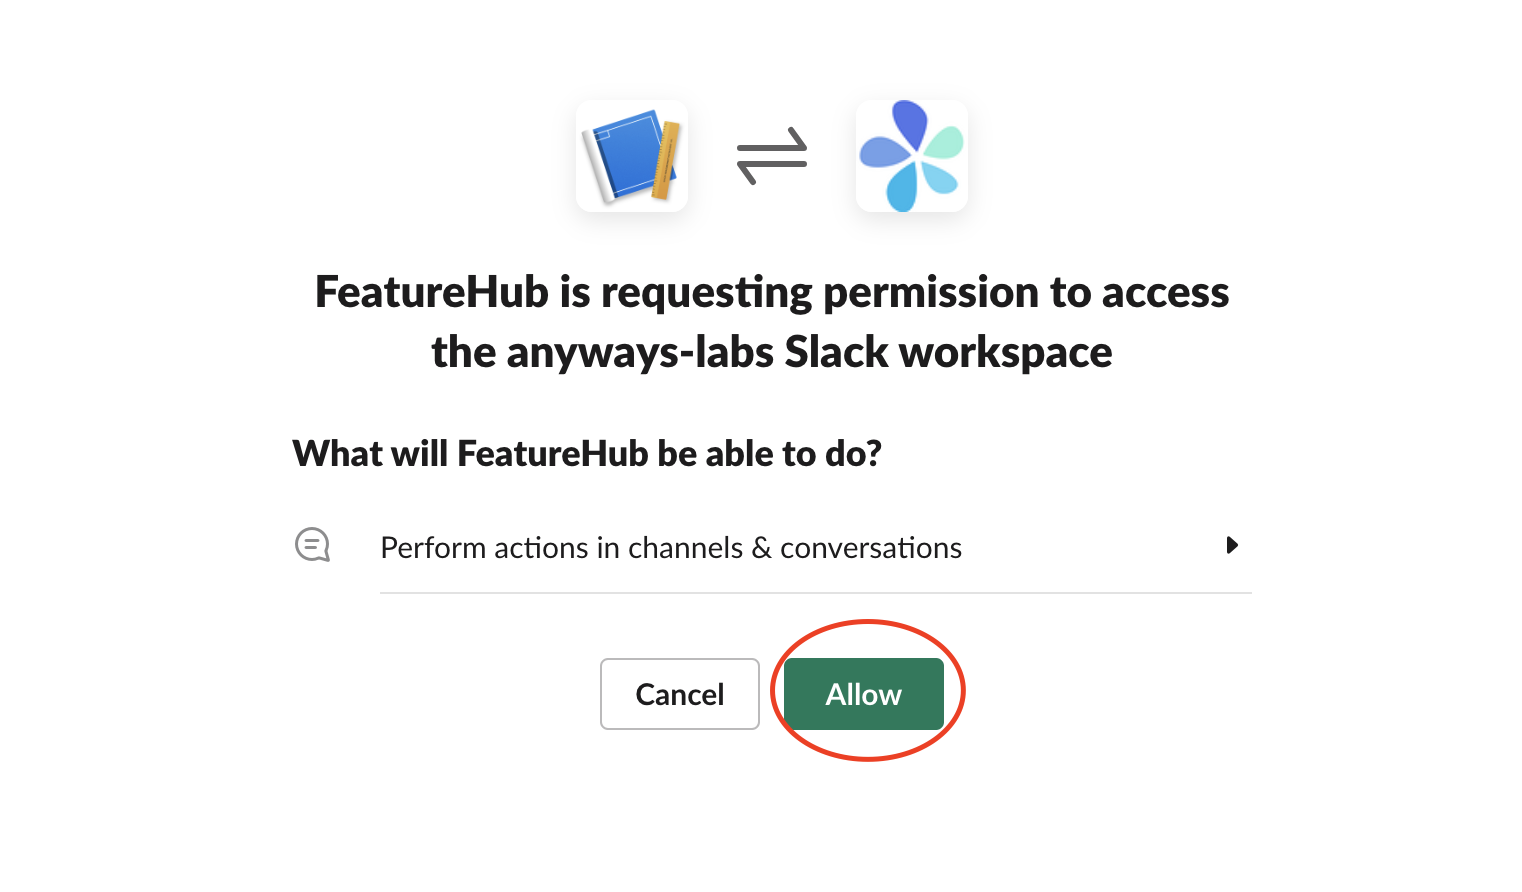 FeatureHub is requesting permission to access
the anyways-labs Slack workspace
What will FeatureHub be able to do?
Perform actions in channels & conversations
Cancel
Allow